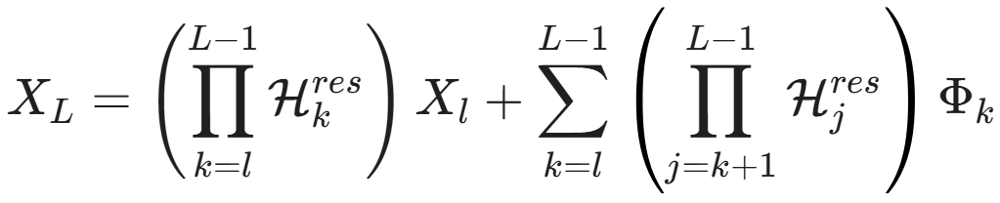 X_L = \left( \prod_{k=l}^{L-1} \mathcal{H}_k^{res} \right) X_l + \sum_{k=l}^{L-1} \left( \prod_{j=k+1}^{L-1} \mathcal{H}_j^{res} \right) \Phi_k